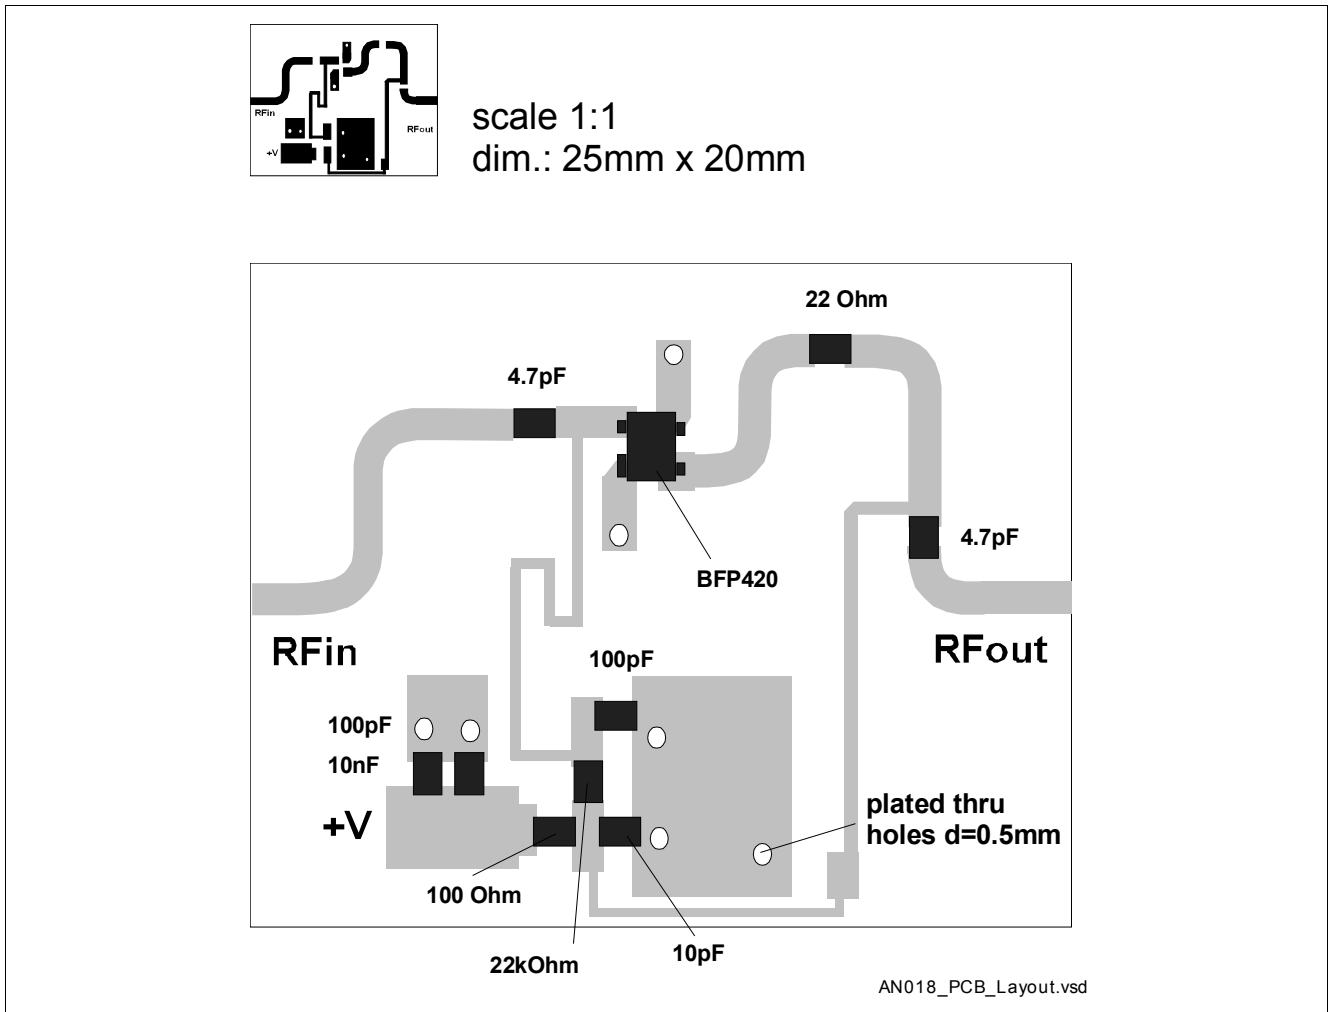 RFin
+V
RFout
scale 1:1
dim.: 25mm x 20mm
22 Ohm
4.7pF
4.7pF
BFP420
RFin
RFout
100pF
100pF
10nF
+V
plated thru
holes d=0.5mm
100 Ohm
22kOhm
10pF
AN018_PCB_Layout.vsd